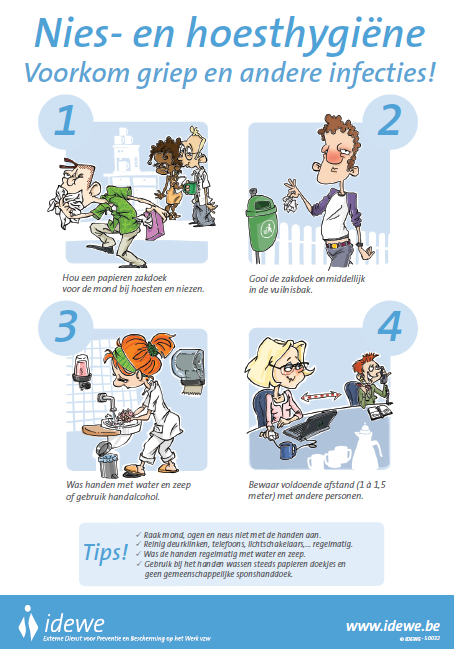 Nies- en hoesthygiëne
Voorkom griep en andere infecties!
1
Hou een papieren zakdoek
voor de mond bij hoesten en niezen.
2
Gooi de zakdoek onmiddellijk
in de vuilnisbak.
3
Was handen met water en zeep
of gebruik handalcohol.
4
Bewaar voldoende afstand (1 à 1,5
meter) met andere personen.
Tips!
✓ Raak mond, ogen en neus niet met de handen aan.
✓ Reinig deurklinken, telefoons, lichtschakelaars,... regelmatig.
✓ Was de handen regelmatig met water en zeep.
✓ Gebruik bij het handen wassen steeds papieren doekjes en
geen gemeenschappelijke sponshanddoek.
idewe
Externe Dienst voor Preventie en Bescherming op het Werk vzw
www.idewe.be
© IDEWE -